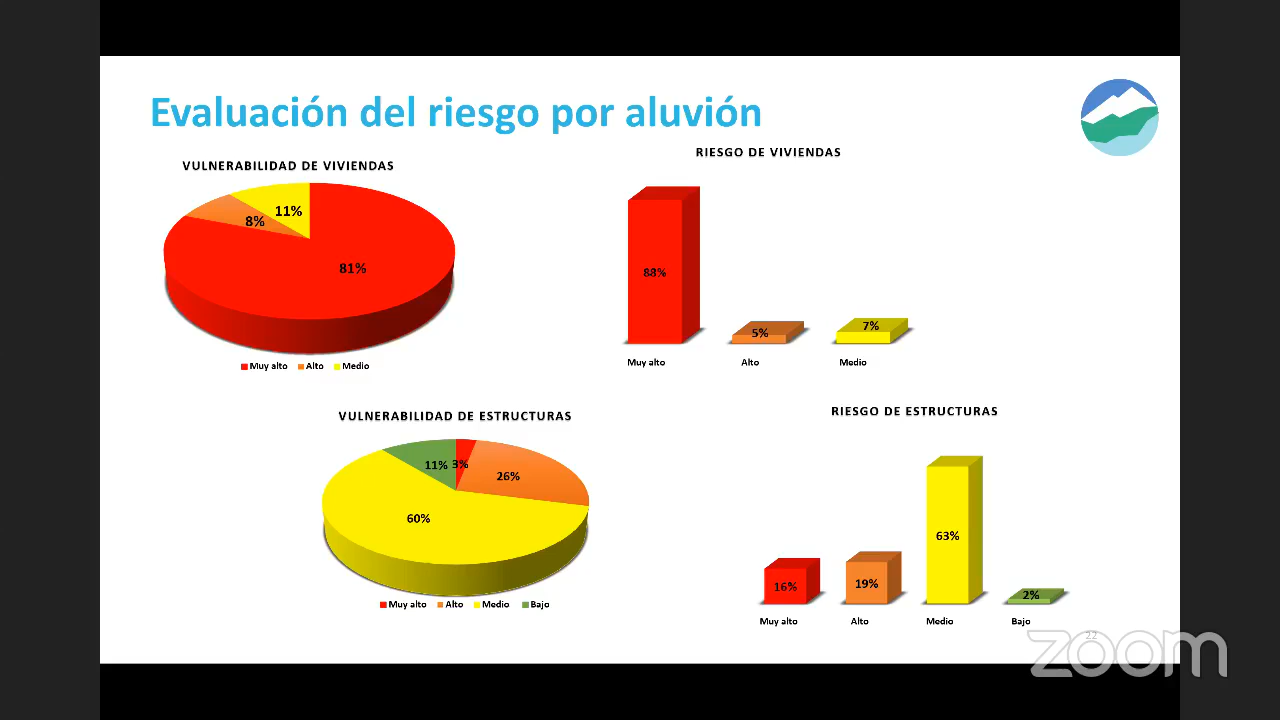 Evaluación del riesgo por aluvión
VULNERABILIDAD DE VIVIENDAS
11%
8%
81%
Muy alto Alto Medio
RIESGO DE VIVIENDAS
88%
5%
7%
Muy alto Alto Medio
VULNERABILIDAD DE ESTRUCTURAS
11% 3%
26%
60%
Muy alto Alto Medio Bajo
RIESGO DE ESTRUCTURAS
16%
19%
63%
2%
Muy alto Alto Medio Bajo
22
zoom